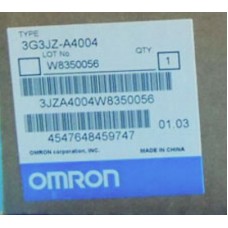 TYPE
3G3JZ-A4004
LOT No.
W8350056
QTY
1
3JZA4004W8350056
4547648459747
01.03
OMRON corporation, INC.
MADE IN CHINA
OMRON